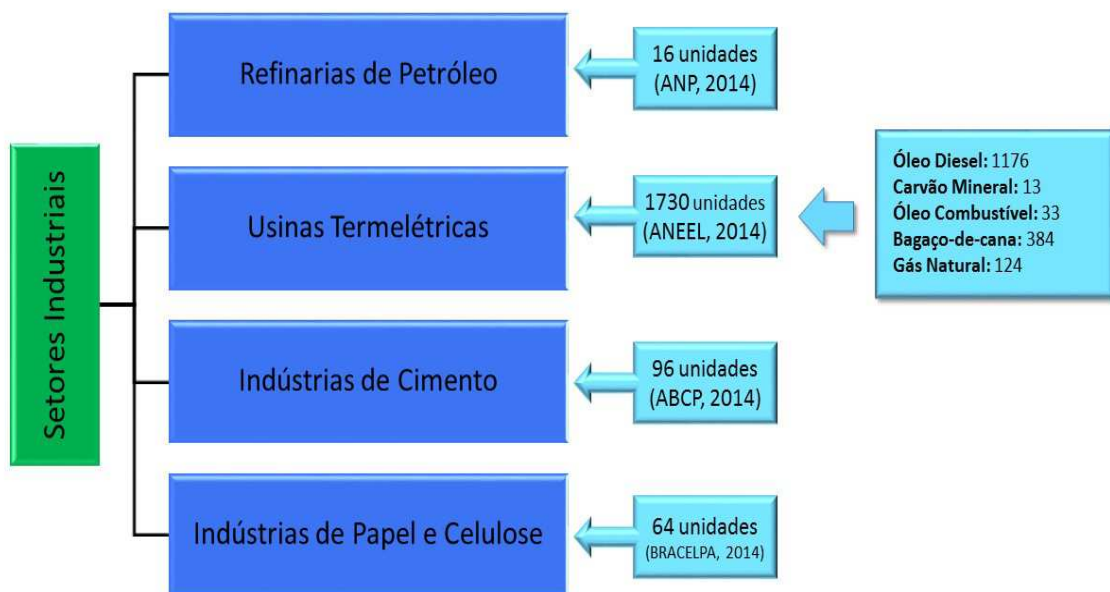 Setores Industriais
Refinarias de Petróleo
16 unidades
(ANP, 2014)
Usinas Termelétricas
1730 unidades
(ANEEL, 2014)
Óleo Diesel: 1176
Carvão Mineral: 13
Óleo Combustível: 33
Bagaço-de-cana: 384
Gás Natural: 124
Indústrias de Cimento
96 unidades
(ABCP, 2014)
Indústrias de Papel e Celulose
64 unidades
(BRACELPA, 2014)